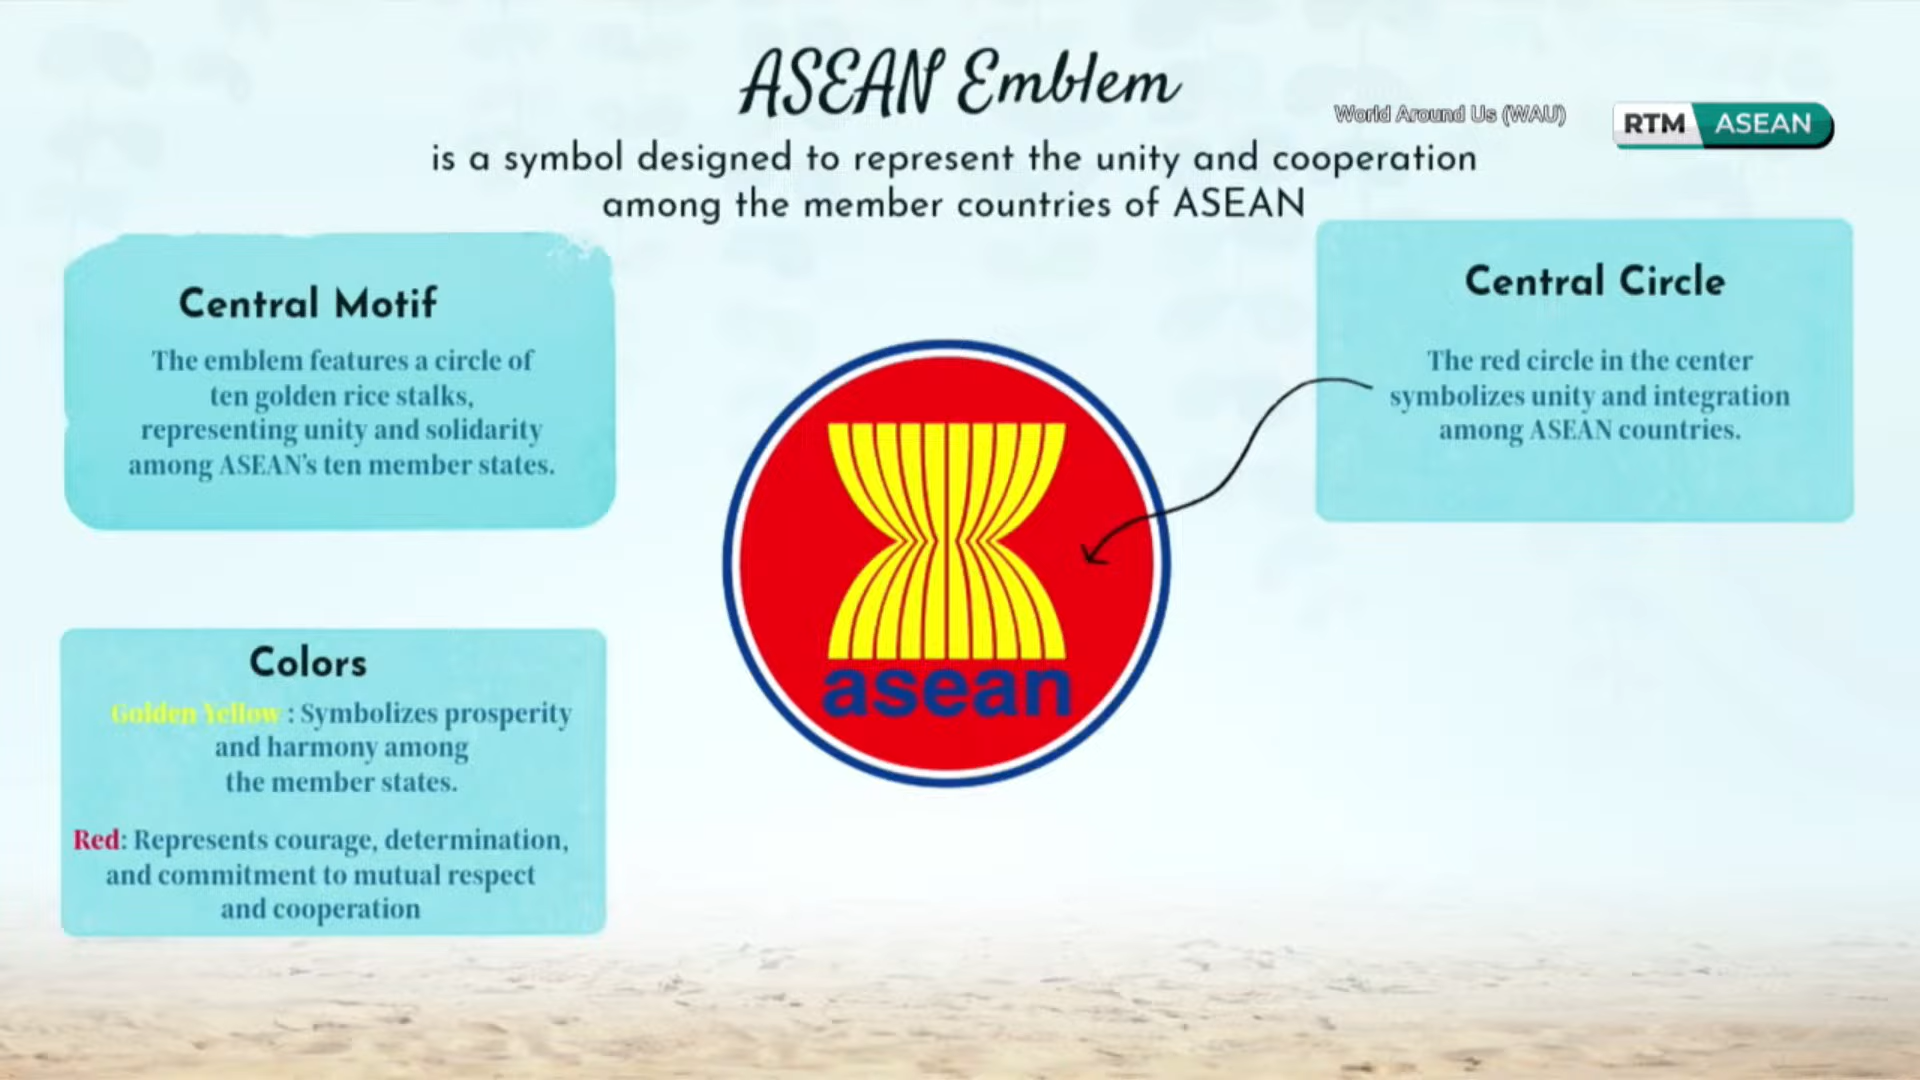 ASEAN Emblem
World Around Us (WAU)
RTM ASEAN
is a symbol designed to represent the unity and cooperation
among the member countries of ASEAN
Central Motif
The emblem features a circle of
ten golden rice stalks,
representing unity and solidarity
among ASEAN's ten member states.
Central Circle
The red circle in the center
symbolizes unity and integration
among ASEAN countries.
asean
Colors
Golden Yellow : Symbolizes prosperity
and harmony among
the member states.
Red: Represents courage, determination,
and commitment to mutual respect
and cooperation